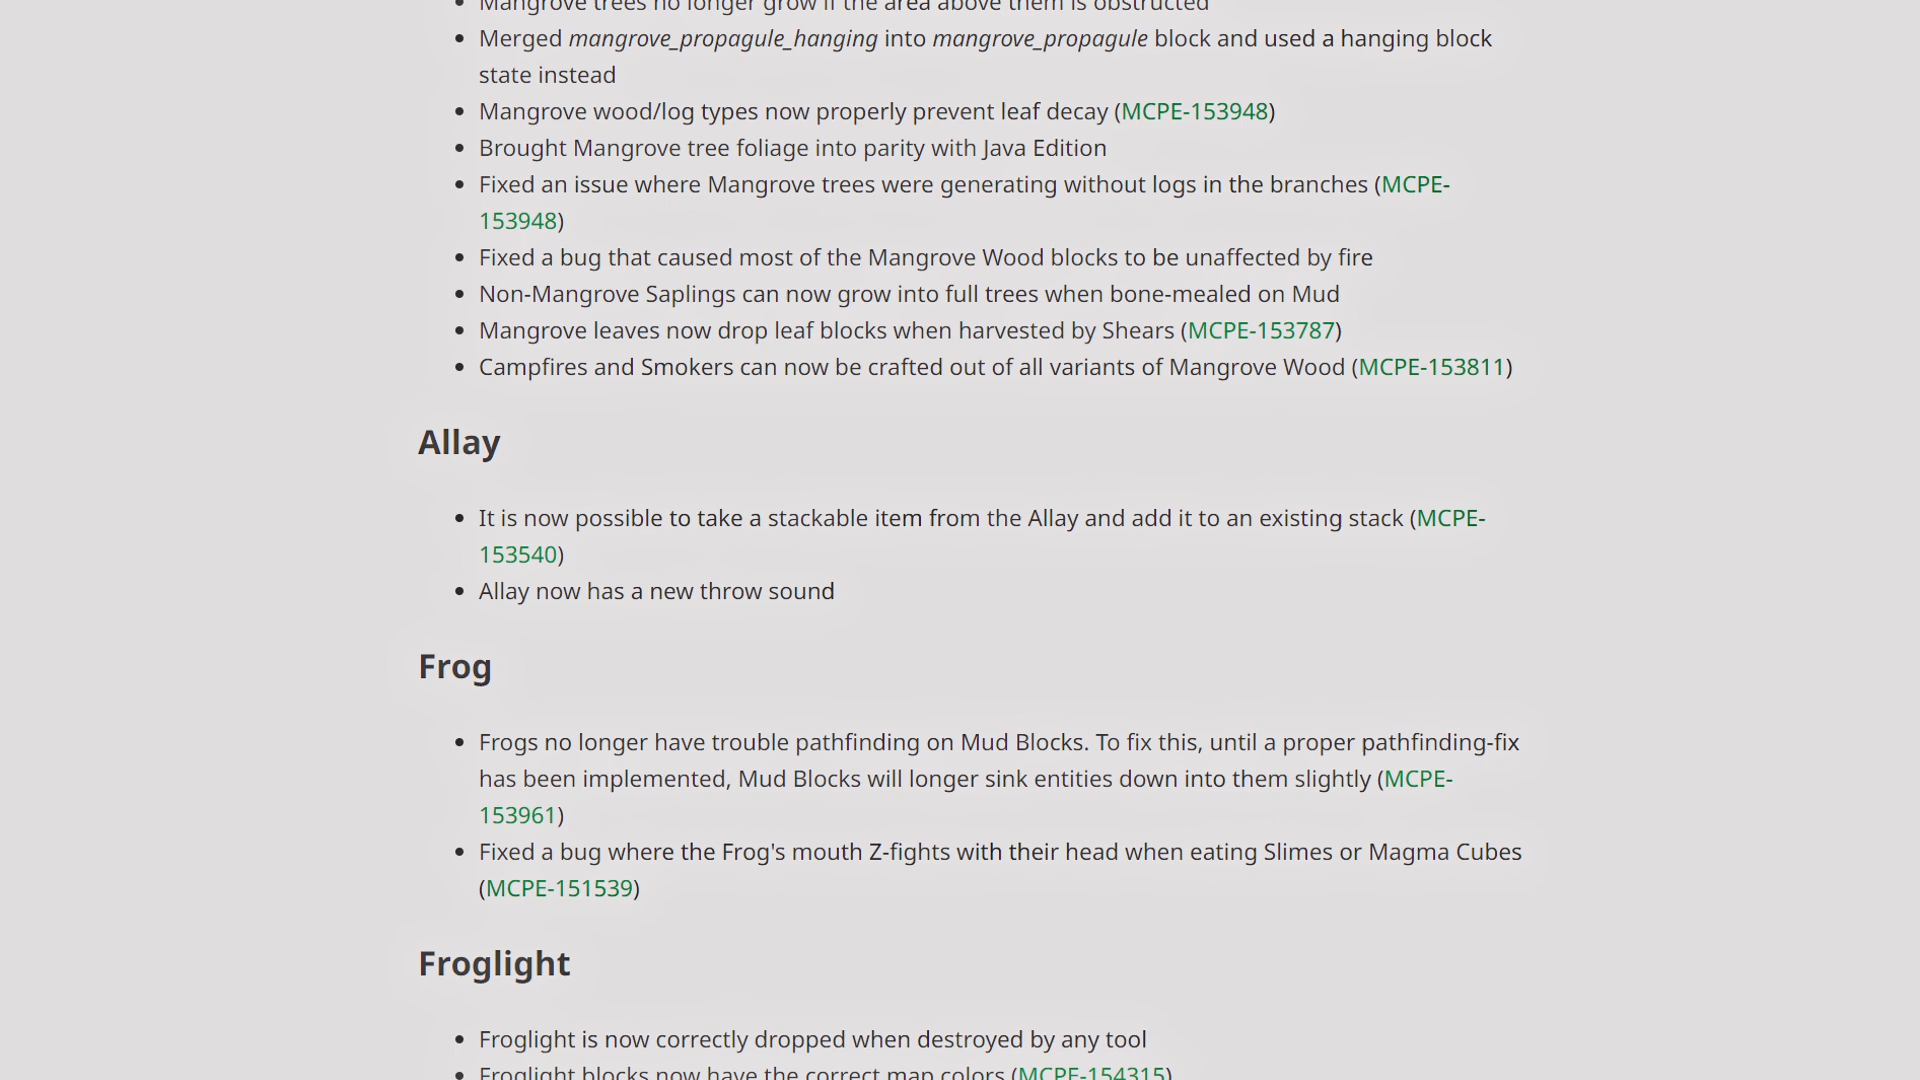 Mangrove trees no longer grow if the area above them is obstructed
Merged mangrove_propagule_hanging into mangrove_propagule block and used a hanging block
state instead
Mangrove wood/log types now properly prevent leaf decay (MCPE-153948)
Brought Mangrove tree foliage into parity with Java Edition
Fixed an issue where Mangrove trees were generating without logs in the branches (MCPE-
153948)
Fixed a bug that caused most of the Mangrove Wood blocks to be unaffected by fire
Non-Mangrove Saplings can now grow into full trees when bone-mealed on Mud
Mangrove leaves now drop leaf blocks when harvested by Shears (MCPE-153787)
Campfires and Smokers can now be crafted out of all variants of Mangrove Wood (MCPE-153811)
Allay
It is now possible to take a stackable item from the Allay and add it to an existing stack (MCPE-
153540)
Allay now has a new throw sound
Frog
Frogs no longer have trouble pathfinding on Mud Blocks. To fix this, until a proper pathfinding-fix
has been implemented, Mud Blocks will longer sink entities down into them slightly (MCPE-
153961)
Fixed a bug where the Frog's mouth Z-fights with their head when eating Slimes or Magma Cubes
(MCPE-151539)
Froglight
Froglight is now correctly dropped when destroyed by any tool
Froglight blocks now have the correct map colors (MCPE-154315)